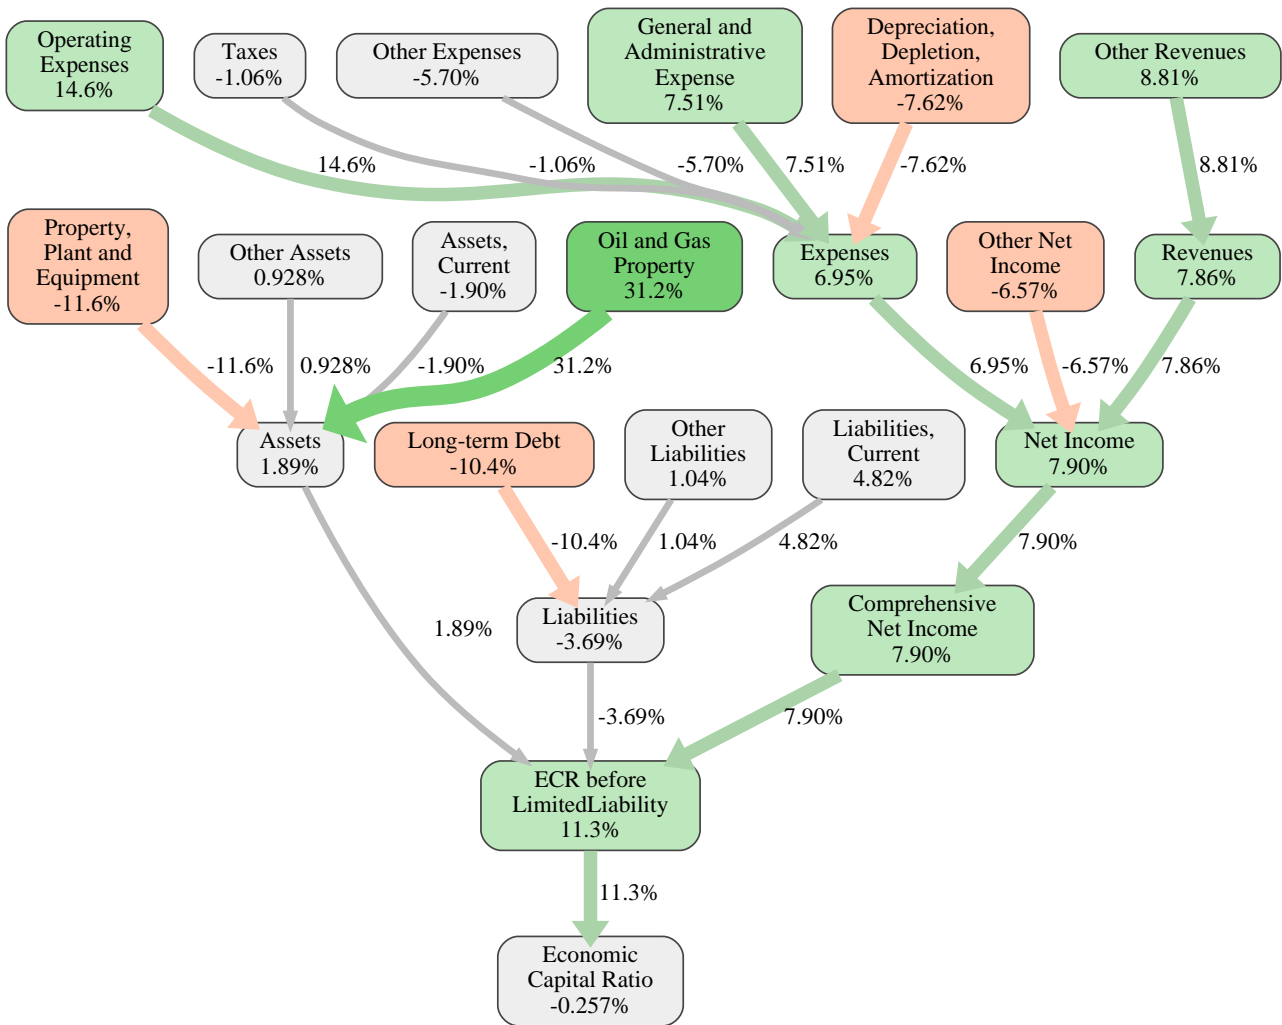 Operating
Expenses
14.6%
Taxes
-1.06%
Other Expenses
-5.70%
General and
Administrative
Expense
7.51%
Depreciation,
Depletion,
Amortization
-7.62%
Other Revenues
8.81%
14.6%
-1.06%
-5.70%
7.51%
-7.62%
8.81%
Property,
Plant and
Equipment
-11.6%
Other Assets
0.928%
Assets,
Current
-1.90%
Oil and Gas
Property
31.2%
Expenses
6.95%
Other Net
Income
-6.57%
Revenues
7.86%
-11.6%
0.928%
-1.90%
31.2%
6.95%
-6.57%
7.86%
Assets
1.89%
Long-term Debt
-10.4%
Other
Liabilities
1.04%
Liabilities,
Current
4.82%
Net Income
7.90%
-10.4%
1.04%
4.82%
7.90%
1.89%
Liabilities
-3.69%
Comprehensive
Net Income
7.90%
-3.69%
7.90%
ECR before
LimitedLiability
11.3%
11.3%
Economic
Capital Ratio
-0.257%